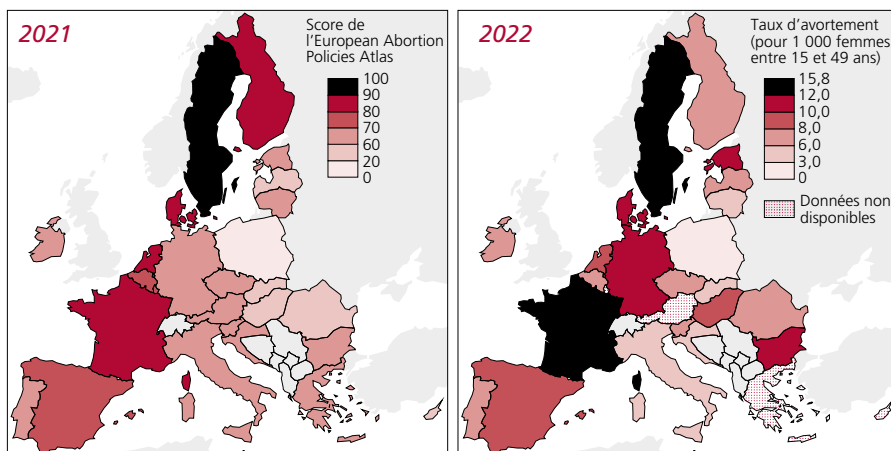 2021
Score de
l'European Abortion
Policies Atlas
100
90
80
70
60
20
0
2022
Taux d'avortement
(pour 1 000 femmes
entre 15 et 49 ans)
15,8
12,0
8,0
6,0
3,0
0
Données non
disponibles